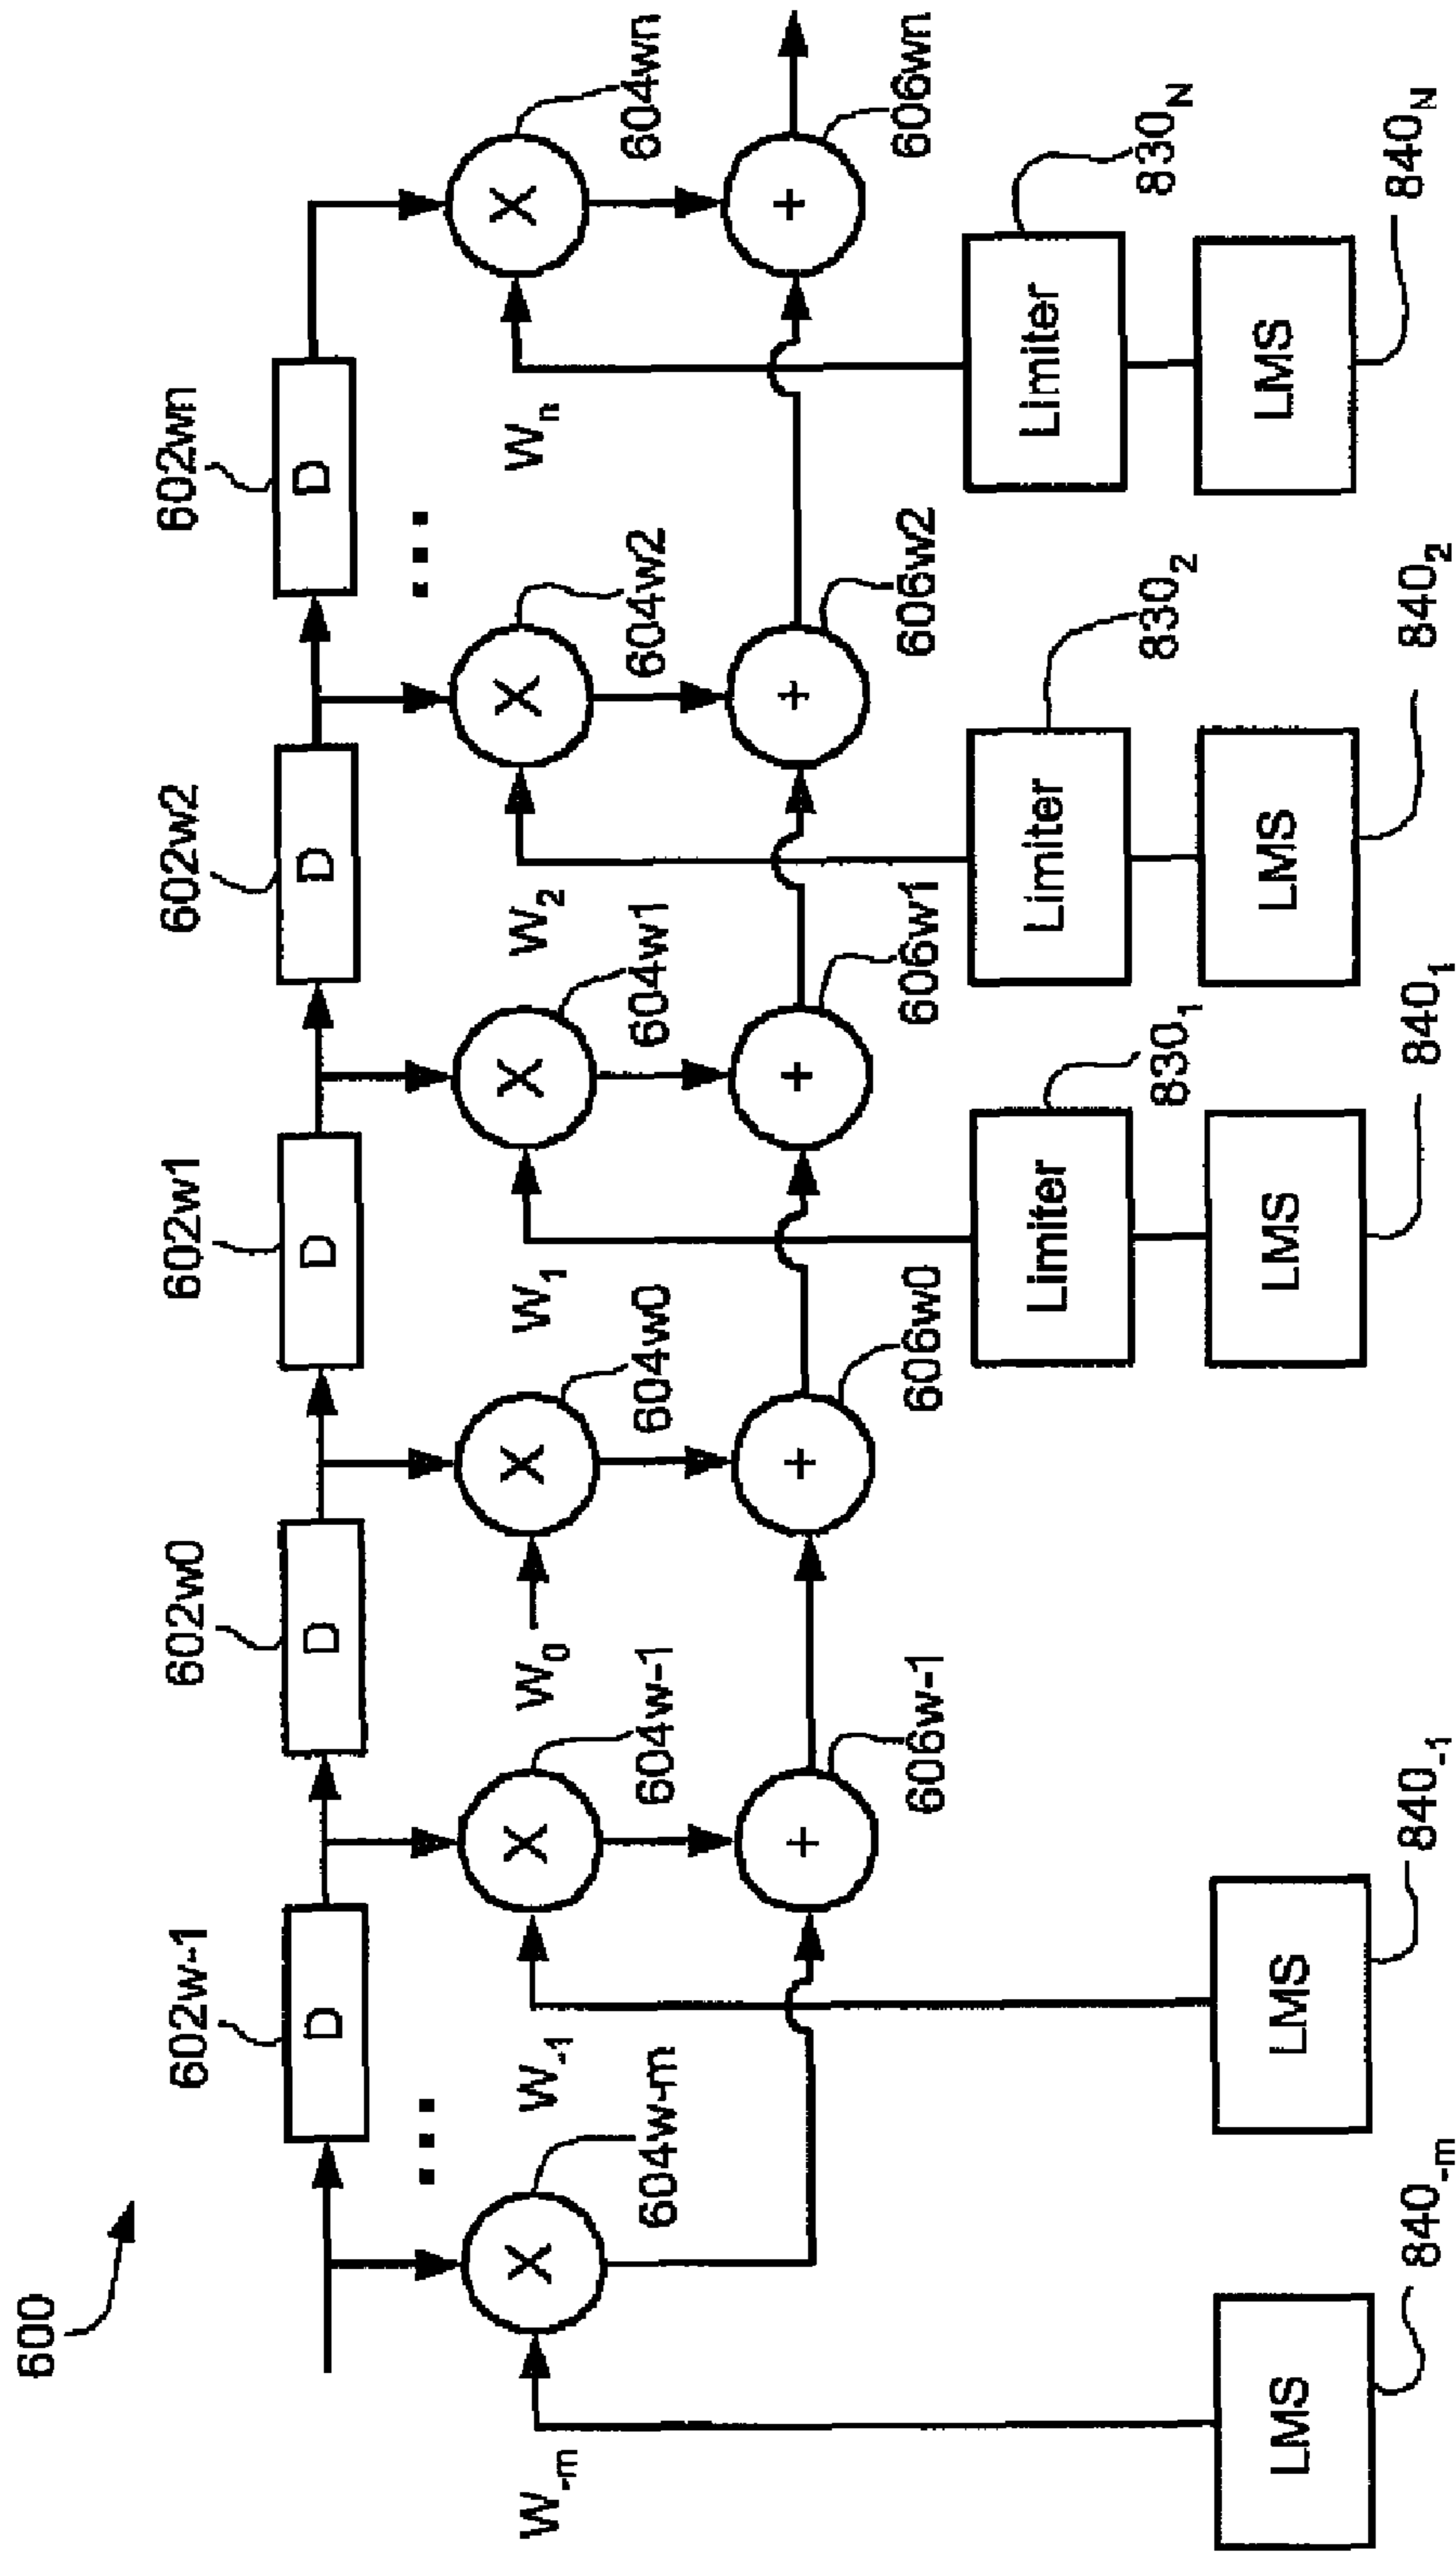 600
602w-1
602w0
602w1
602w2
602wn
D
D
D
D
D
...
...
X
X
X
X
X
X
W-m
W-1
W0
W1
W2
Wn
604w-m
604w-1
604w0
604w1
604w2
604wn
+
+
+
+
+
606w-1
606w0
606w1
606w2
606wn
Limiter
Limiter
Limiter
830₁
830₂
830N
LMS
LMS
LMS
LMS
LMS
840-m
840-1
840₁
840₂
840N